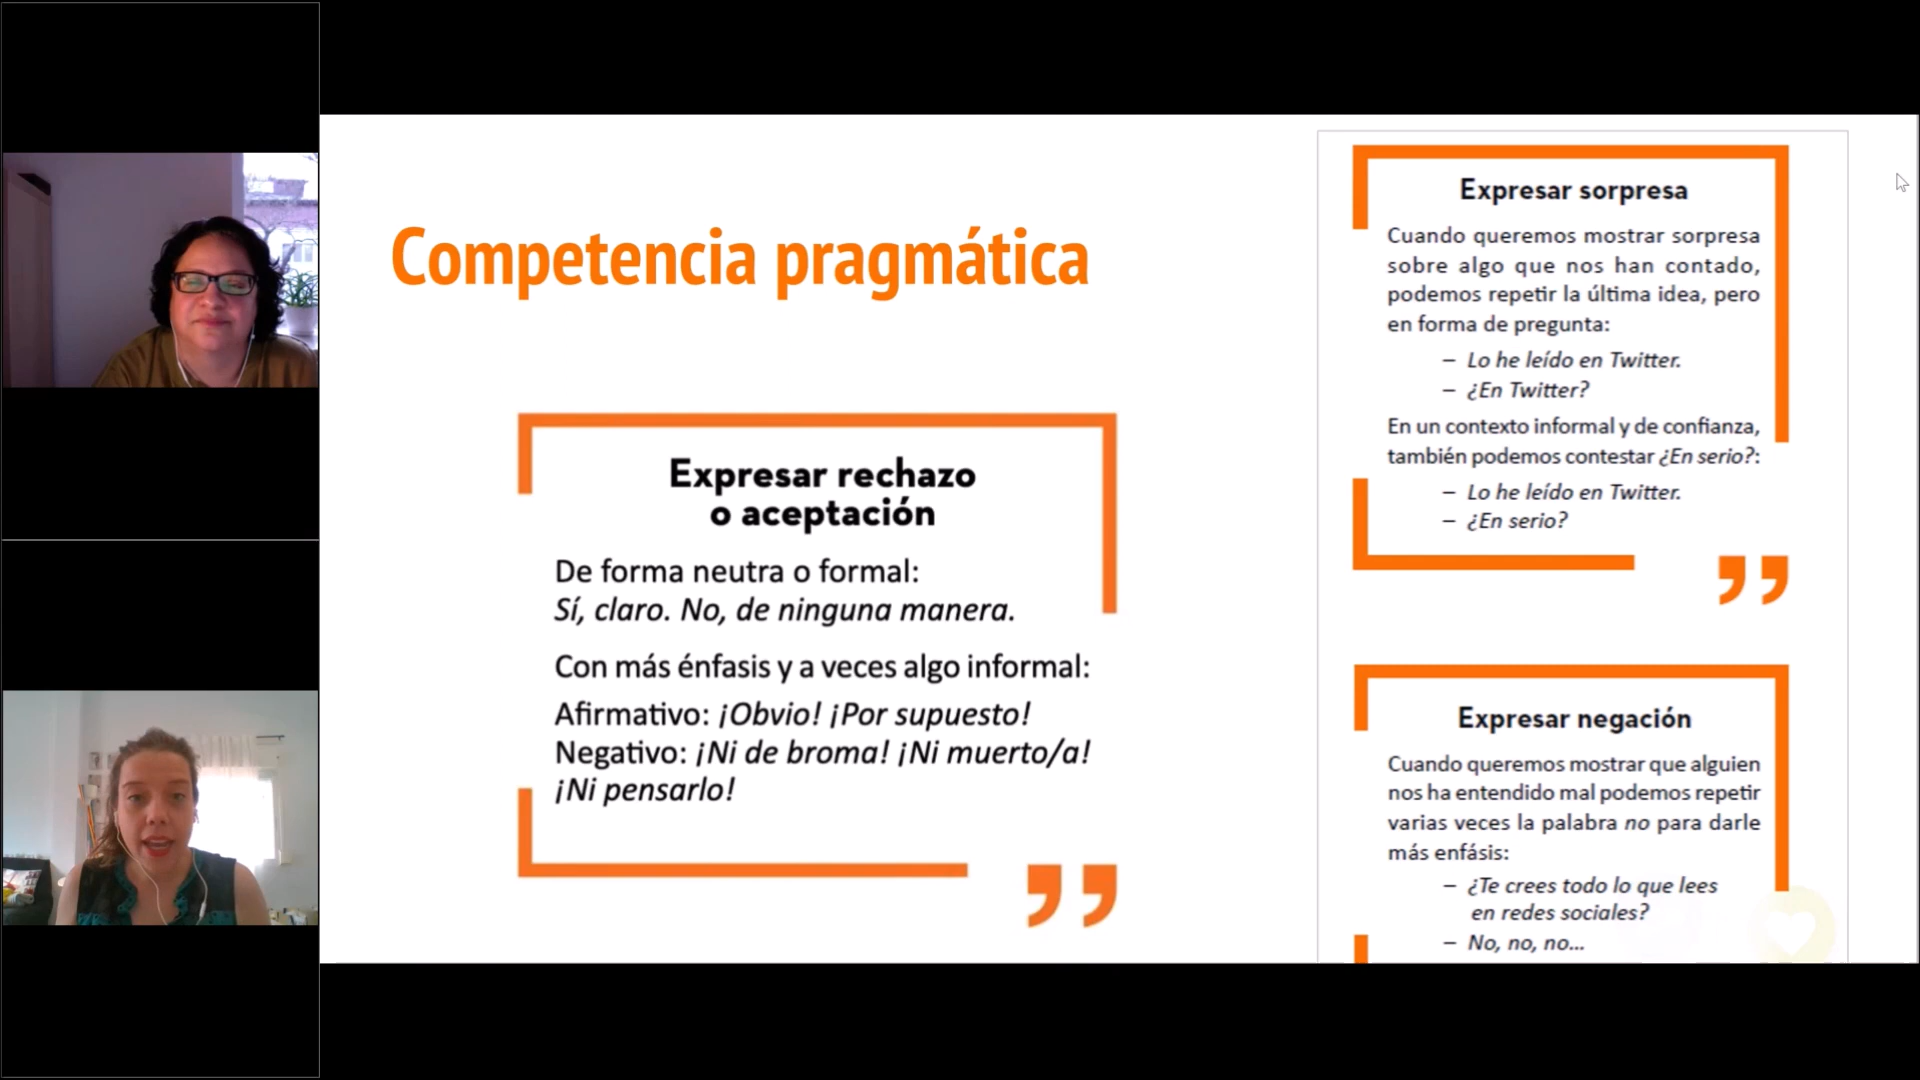 Competencia pragmática
Expresar rechazo
o aceptación
De forma neutra o formal:
Sí, claro. No, de ninguna manera.
Con más énfasis y a veces algo informal:
Afirmativo: ¡Obvio! ¡Por supuesto!
Negativo: ¡Ni de broma! ¡Ni muerto/a!
¡Ni pensarlo!
Expresar sorpresa
Cuando queremos mostrar sorpresa
sobre algo que nos han contado,
podemos repetir la última idea, pero
en forma de pregunta:
– Lo he leído en Twitter.
– ¿En Twitter?
En un contexto informal y de confianza,
también podemos contestar ¿En serio?:
– Lo he leído en Twitter.
– ¿En serio?
Expresar negación
Cuando queremos mostrar que alguien
nos ha entendido mal podemos repetir
varias veces la palabra no para darle
más enfásis:
– ¿Te crees todo lo que lees
en redes sociales?
– No, no, no...